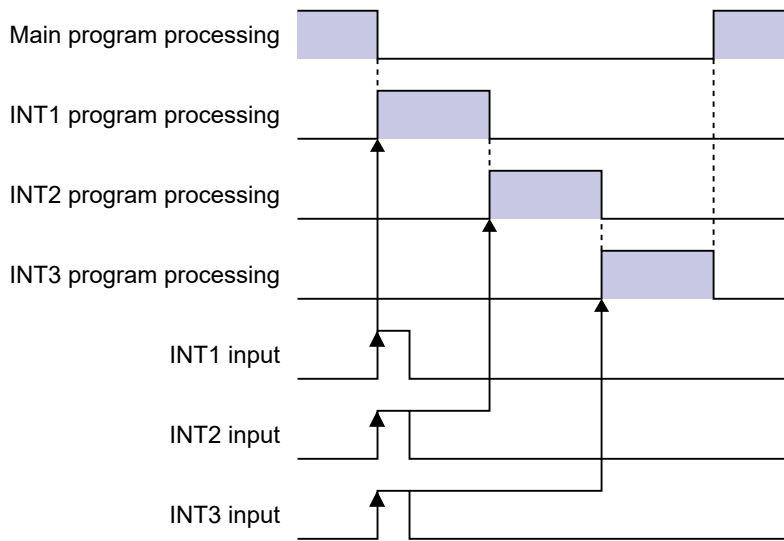 Main program processing
INT1 program processing
INT2 program processing
INT3 program processing
INT1 input
INT2 input
INT3 input